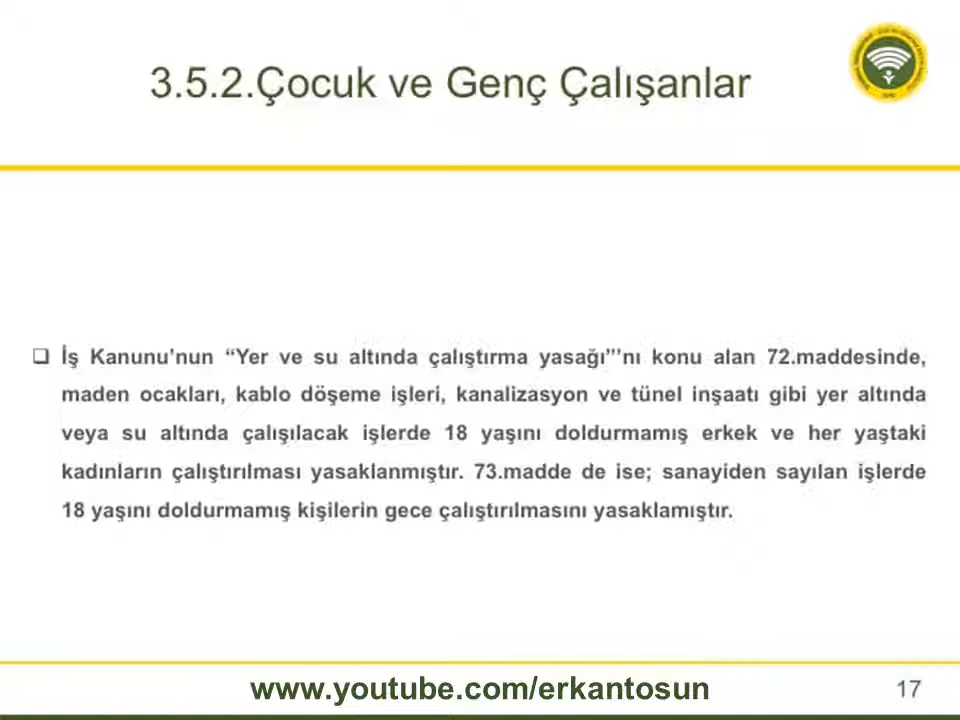 3.5.2.Çocuk ve Genç Çalışanlar
❑ İş Kanunu’nun “Yer ve su altında çalıştırma yasağı”’nı konu alan 72.maddesinde,
maden ocakları, kablo döşeme işleri, kanalizasyon ve tünel inşaatı gibi yer altında
veya su altında çalışılacak işlerde 18 yaşını doldurmamış erkek ve her yaştaki
kadınların çalıştırılması yasaklanmıştır. 73.madde de ise; sanayiden sayılan işlerde
18 yaşını doldurmamış kişilerin gece çalıştırılmasını yasaklamıştır.
www.youtube.com/erkantosun
17